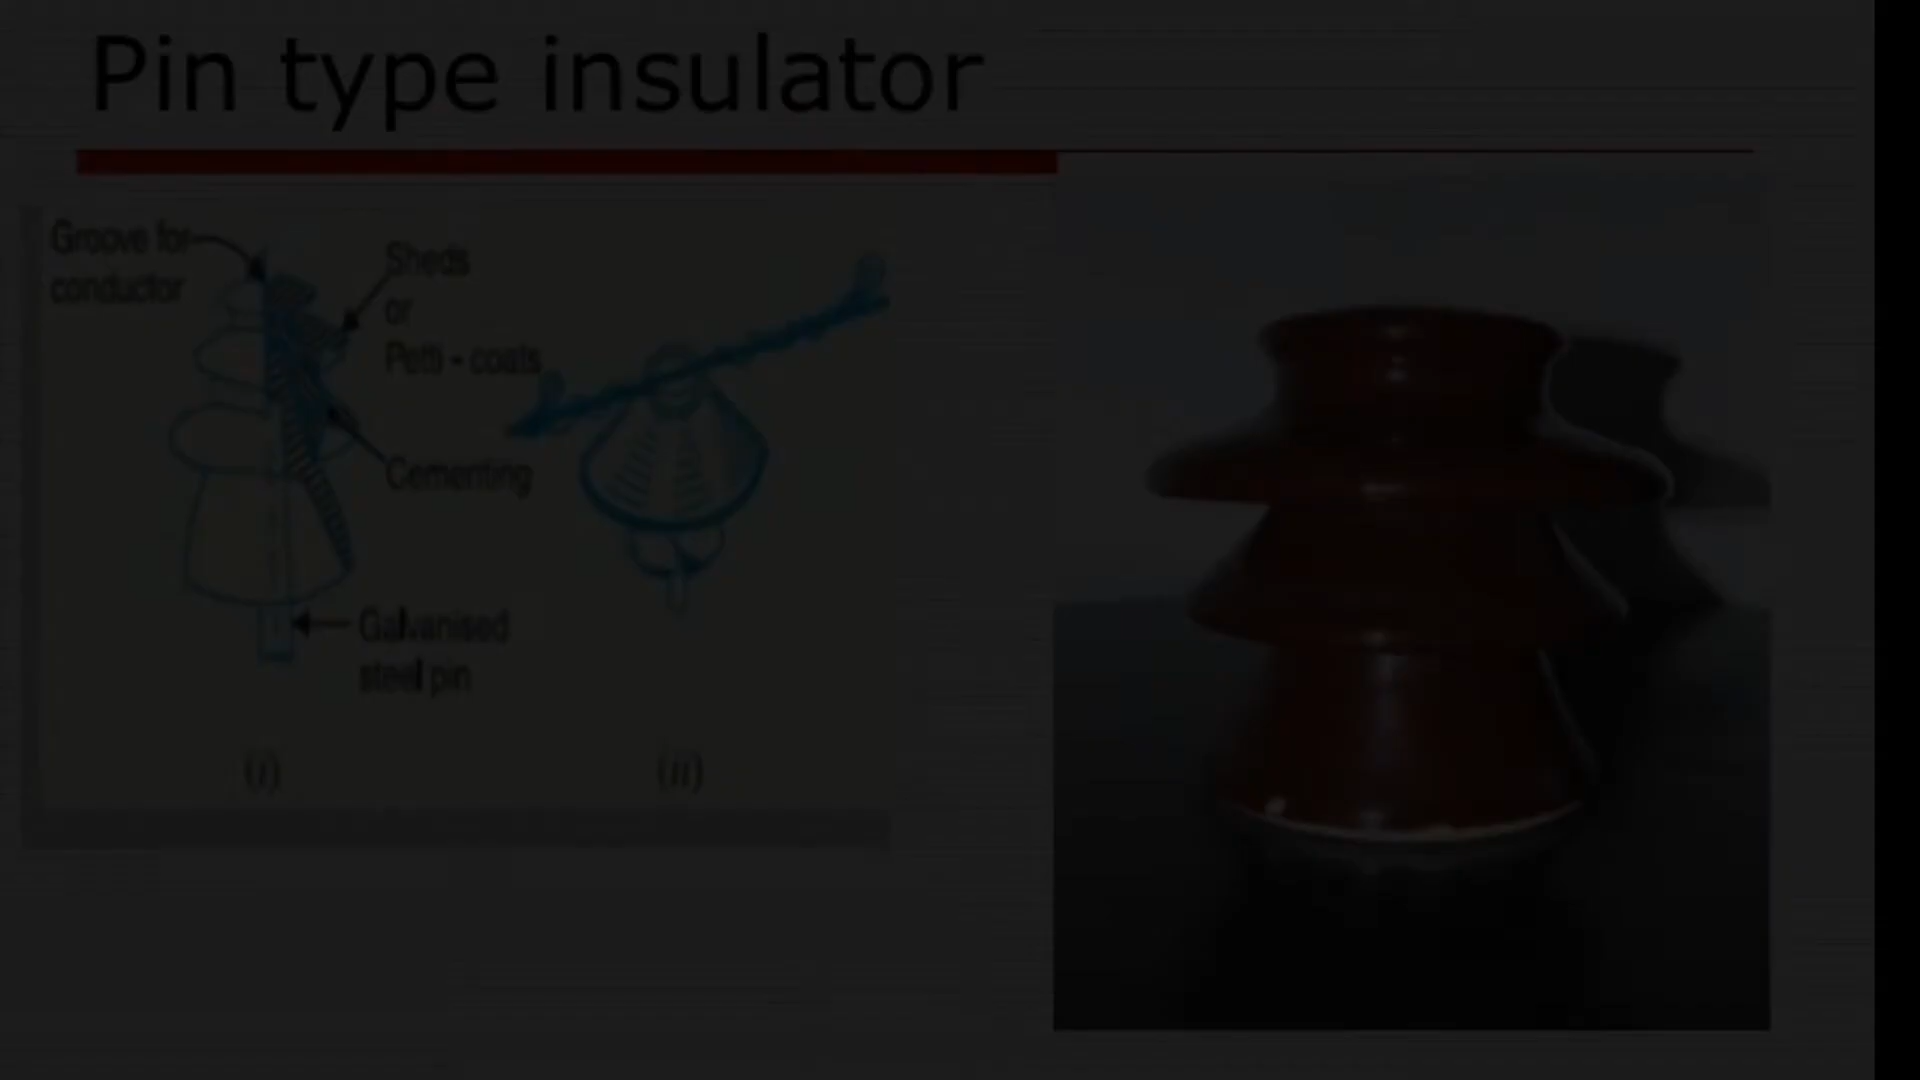 Pin type insulator
Groove for
conductor
Sheds
or
Petti - coats
Cementing
Galvanised
steel pin
(i)
(ii)